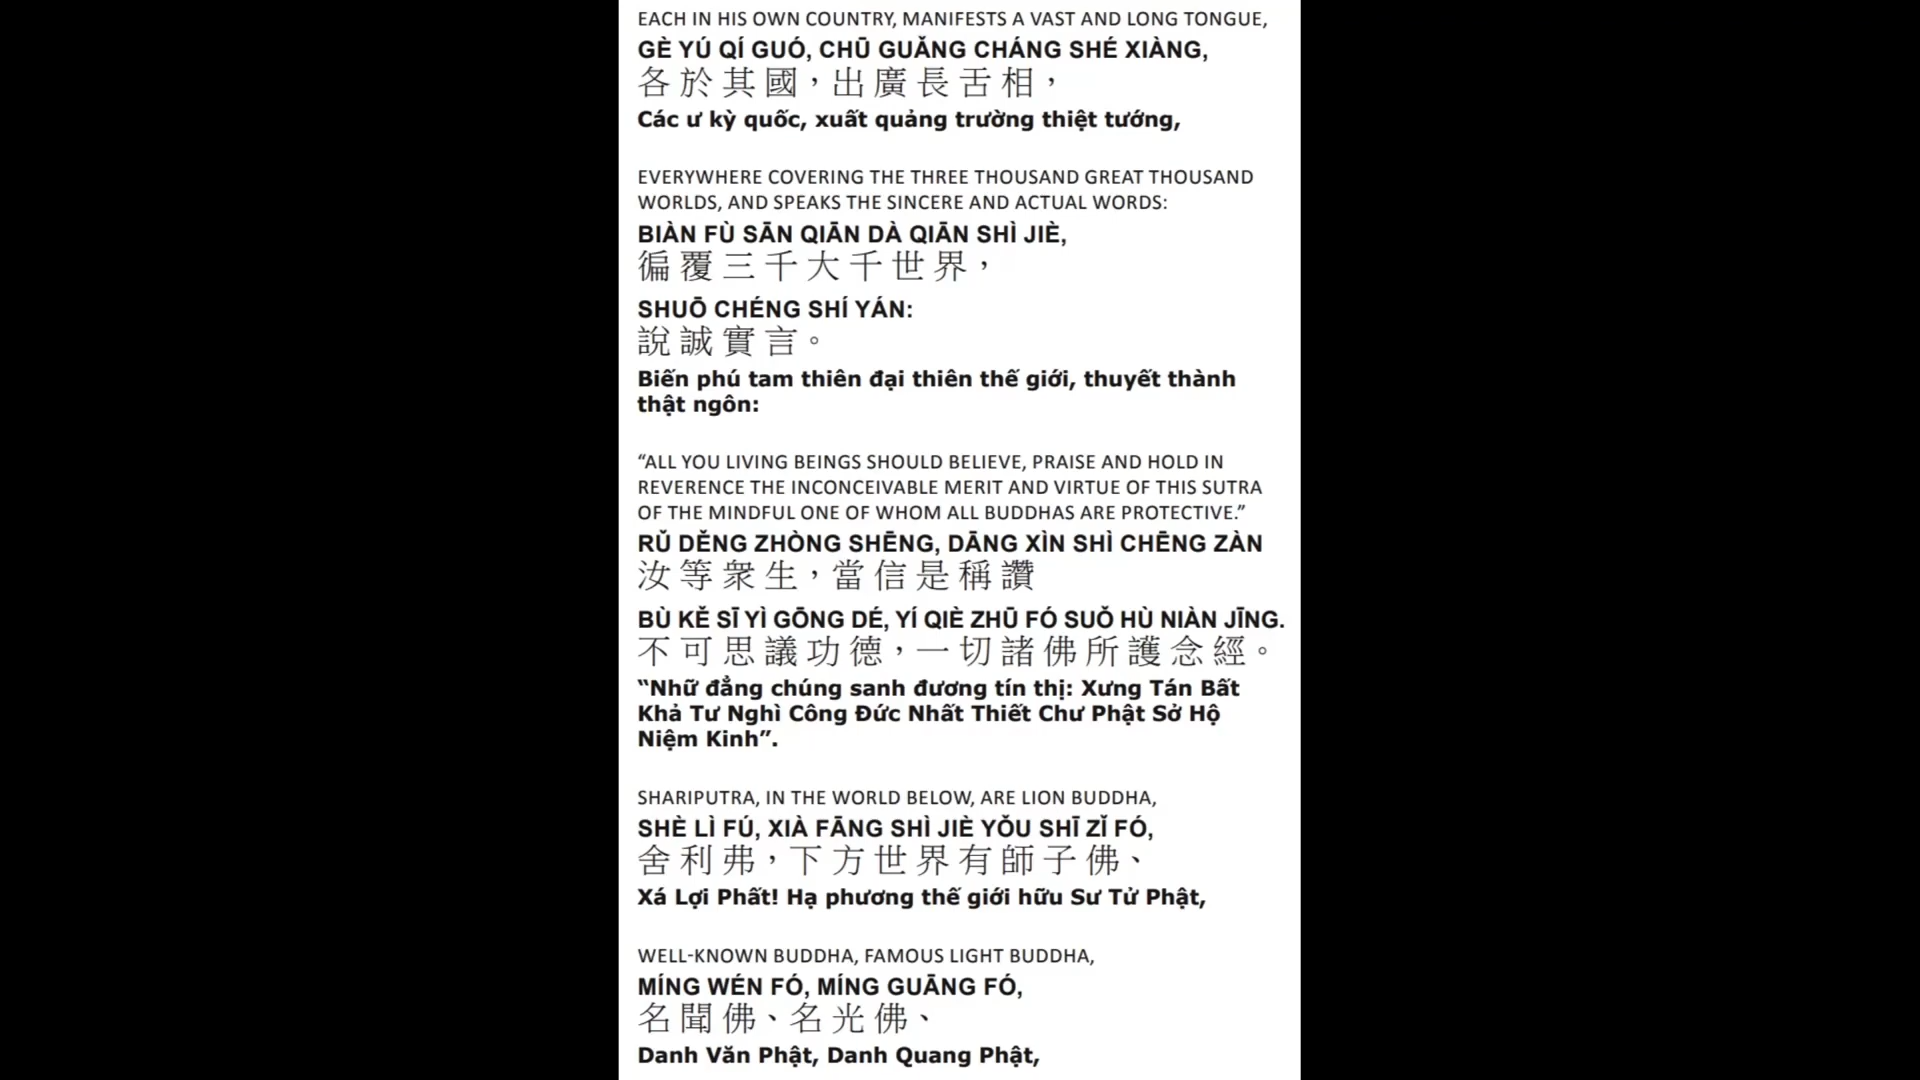 EACH IN HIS OWN COUNTRY, MANIFESTS A VAST AND LONG TONGUE,
GÈ YÚ QÍ GUÓ, CHŪ GUǍNG CHÁNG SHÉ XIÀNG,
各於其國，出廣長舌相，
Các ư kỳ quốc, xuất quảng trường thiệt tướng,
EVERYWHERE COVERING THE THREE THOUSAND GREAT THOUSAND
WORLDS, AND SPEAKS THE SINCERE AND ACTUAL WORDS:
BIÀN FÙ SĀN QIĀN DÀ QIĀN SHÌ JIÈ,
徧覆三千大千世界，
SHUŌ CHÉNG SHÍ YÁN:
說誠實言。
Biến phú tam thiên đại thiên thế giới, thuyết thành
thật ngôn:
“ALL YOU LIVING BEINGS SHOULD BELIEVE, PRAISE AND HOLD IN
REVERENCE THE INCONCEIVABLE MERIT AND VIRTUE OF THIS SUTRA
OF THE MINDFUL ONE OF WHOM ALL BUDDHAS ARE PROTECTIVE.”
RǓ DĚNG ZHÒNG SHĒNG, DĀNG XÌN SHÌ CHĒNG ZÀN
汝等衆生，當信是稱讚
BÙ KĚ SĪ YÌ GŌNG DÉ, YÍ QIÈ ZHŪ FÓ SUǑ HÙ NIÀN JĪNG.
不可思議功德，一切諸佛所護念經。
“Nhữ đẳng chúng sanh đương tín thị: Xưng Tán Bất
Khả Tư Nghì Công Đức Nhất Thiết Chư Phật Sở Hộ
Niệm Kinh”.
SHARIPUTRA, IN THE WORLD BELOW, ARE LION BUDDHA,
SHÈ LÌ FÚ, XIÀ FĀNG SHÌ JIÈ YǑU SHĪ ZǏ FÓ,
舍利弗，下方世界有師子佛、
Xá Lợi Phất! Hạ phương thế giới hữu Sư Tử Phật,
WELL-KNOWN BUDDHA, FAMOUS LIGHT BUDDHA,
MÍNG WÉN FÓ, MÍNG GUĀNG FÓ,
名聞佛、名光佛、
Danh Văn Phật, Danh Quang Phật,